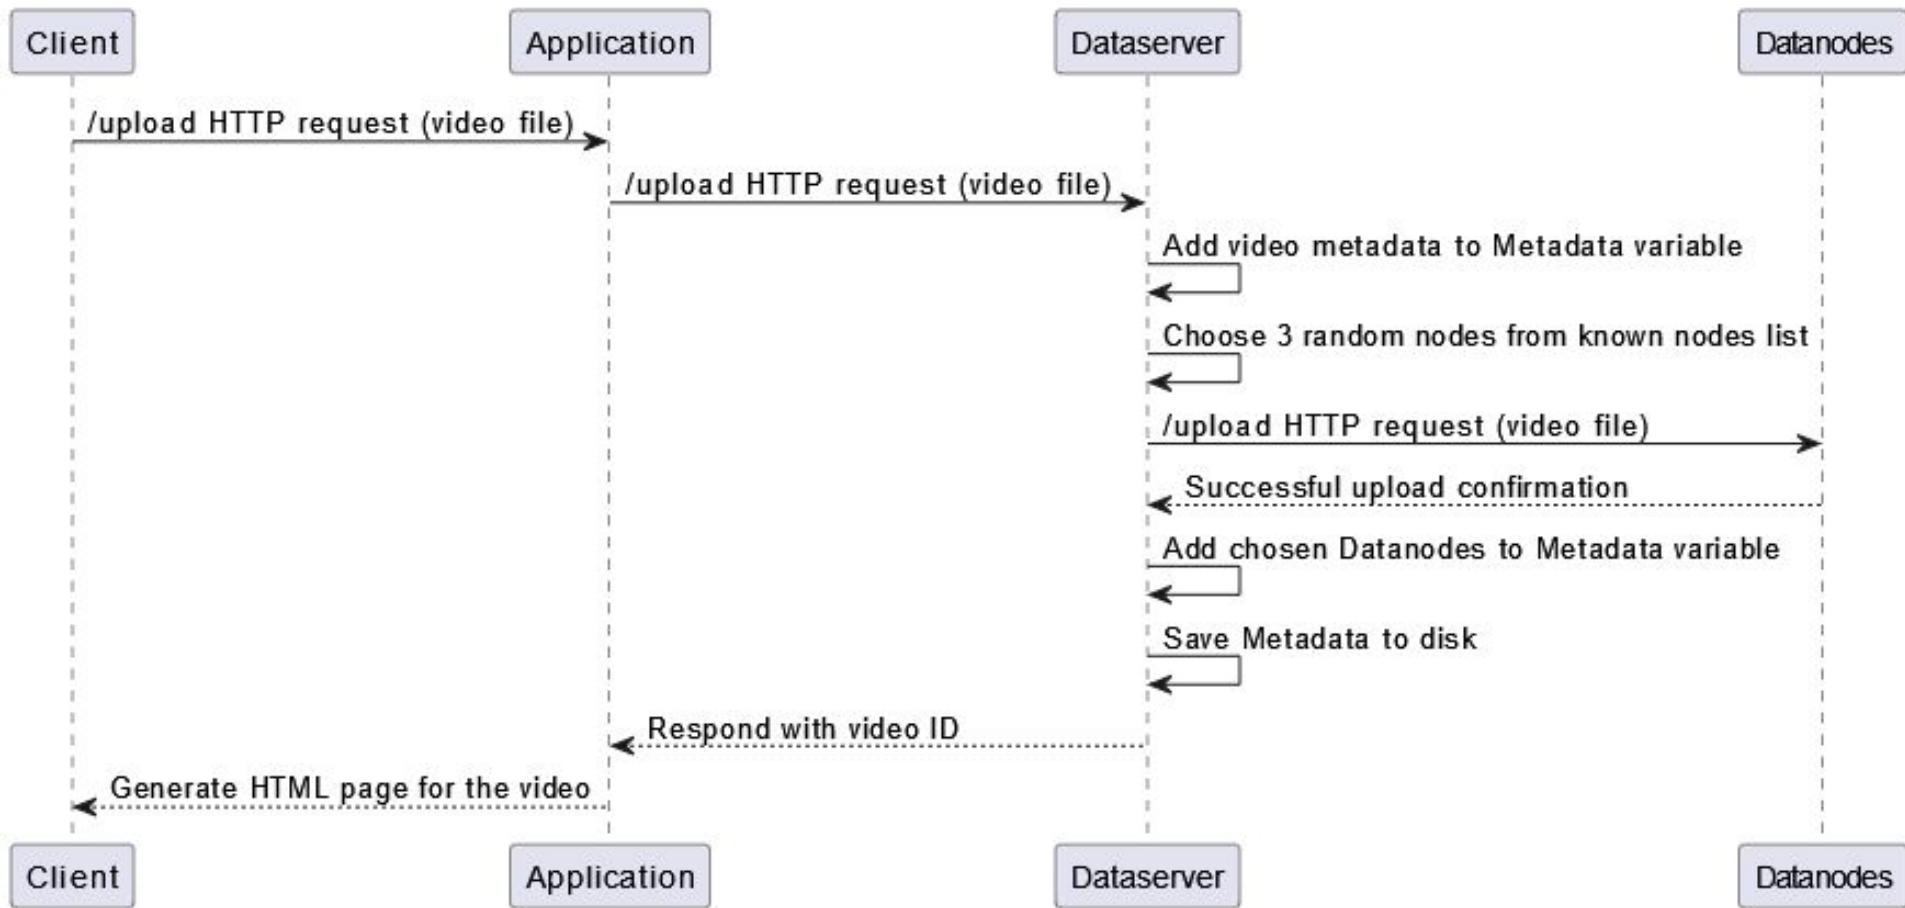 Client
Application
Dataserver
Datanodes
/upload HTTP request (video file)
/upload HTTP request (video file)
Add video metadata to Metadata variable
Choose 3 random nodes from known nodes list
/upload HTTP request (video file)
Successful upload confirmation
Add chosen Datanodes to Metadata variable
Save Metadata to disk
Respond with video ID
Generate HTML page for the video
Client
Application
Dataserver
Datanodes